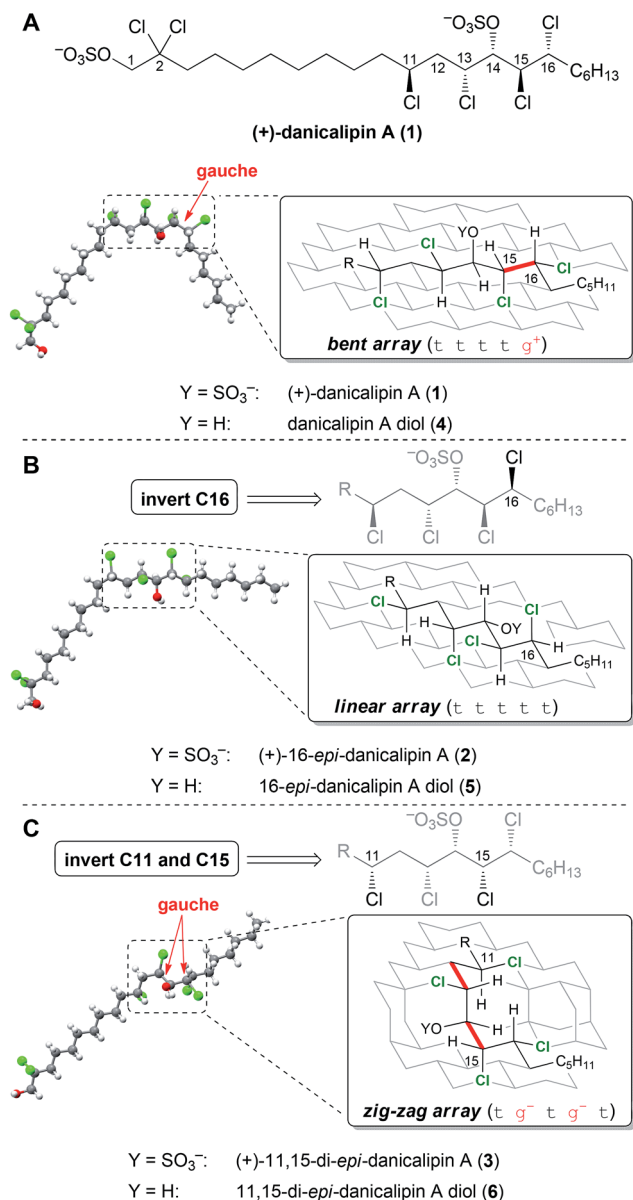 A
⁻O₃SO Cl Cl ⁻O₃SO Cl
1 2 11 12 13 14 15 16 C₆H₁₃
Cl Cl Cl
(+)-danicalipin A (1)
gauche
YO H
H Cl H 15 Cl
R 16 C₅H₁₁
Cl H H Cl
bent array (t t t t g⁺)
Y = SO₃⁻: (+)-danicalipin A (1)
Y = H: danicalipin A diol (4)
B
invert C16
⁻O₃SO Cl
R 16 C₆H₁₃
Cl Cl Cl
R H
Cl Cl
H H OY Cl H
Cl 16 C₅H₁₁
H
linear array (t t t t t)
Y = SO₃⁻: (+)-16-epi-danicalipin A (2)
Y = H: 16-epi-danicalipin A diol (5)
C
invert C11 and C15
⁻O₃SO Cl
R 11 15 C₆H₁₃
Cl Cl Cl
gauche
R 11
Cl
Cl H
H
YO H H
H Cl
15 C₅H₁₁
Cl
zig-zag array (t g⁻ t g⁻ t)
Y = SO₃⁻: (+)-11,15-di-epi-danicalipin A (3)
Y = H: 11,15-di-epi-danicalipin A diol (6)